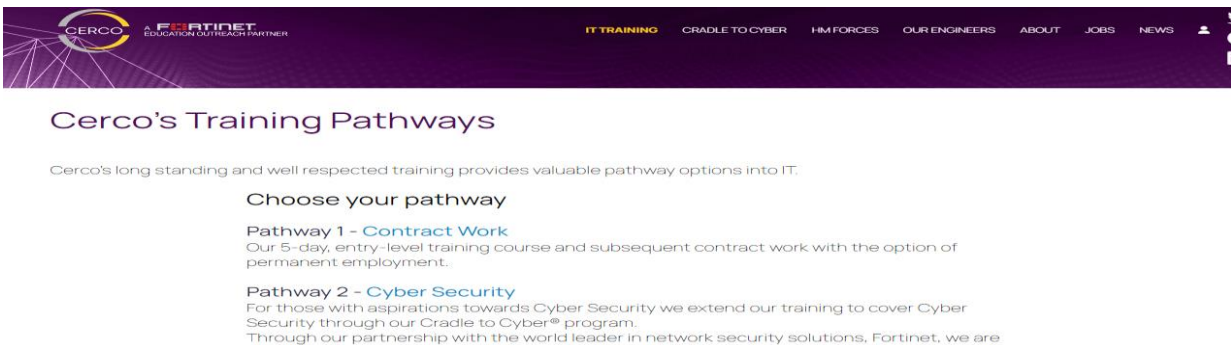 CERCO
A FORTINET
EDUCATION OUTREACH PARTNER
IT TRAINING CRADLE TO CYBER HM FORCES OUR ENGINEERS ABOUT JOBS NEWS
Cerco's Training Pathways
Cerco's long standing and well respected training provides valuable pathway options into IT.
Choose your pathway
Pathway 1 - Contract Work
Our 5-day, entry-level training course and subsequent contract work with the option of
permanent employment.
Pathway 2 - Cyber Security
For those with aspirations towards Cyber Security we extend our training to cover Cyber
Security through our Cradle to Cyber® program.
Through our partnership with the world leader in network security solutions, Fortinet, we are